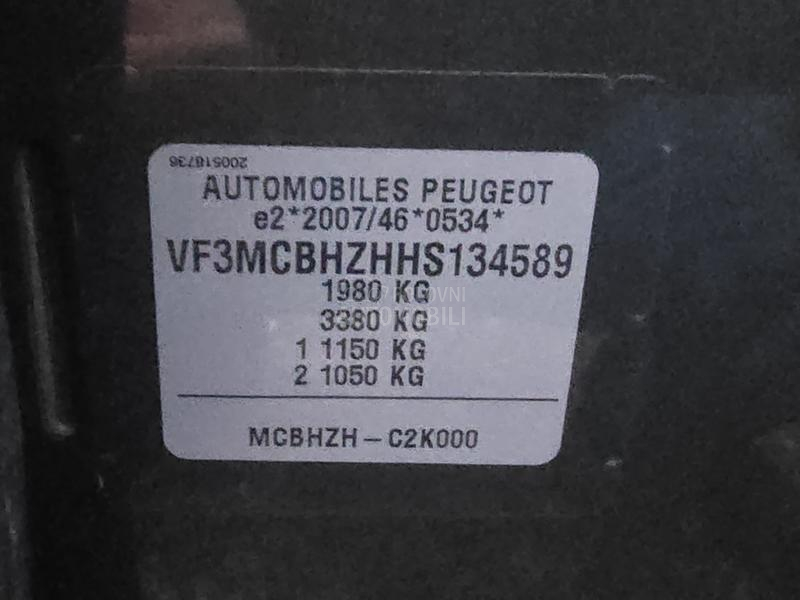 200518736
AUTOMOBILES PEUGEOT
e2*2007/46*0534*
VF3MCBHZHHS134589
1980 KG
3380 KG
1 1150 KG
2 1050 KG
MCBHZH - C2K000